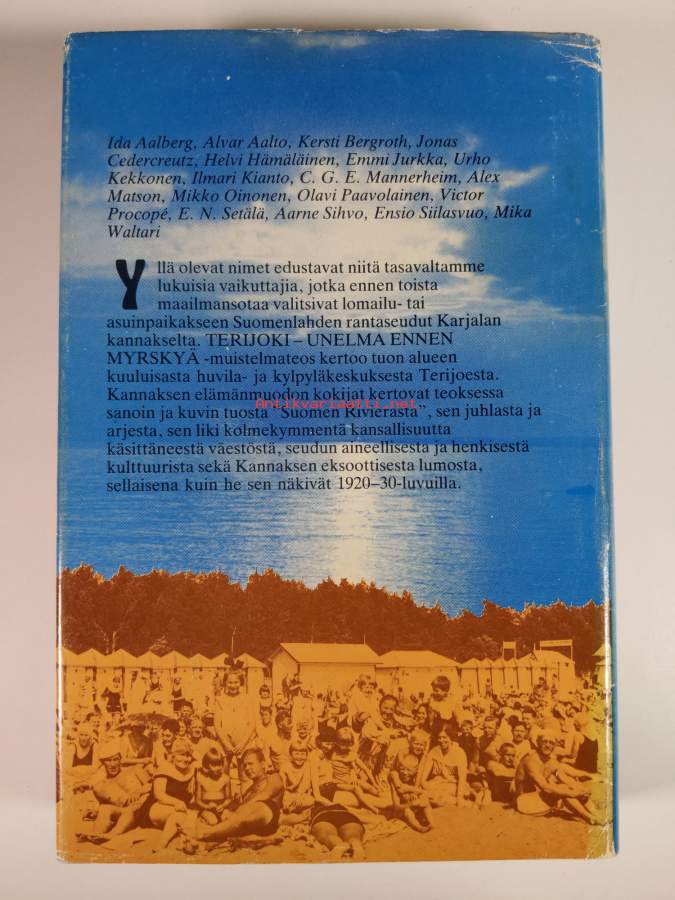 Ida Aalberg, Alvar Aalto, Kersti Bergroth, Jonas
Cedercreutz, Helvi Hämäläinen, Emmi Jurkka, Urho
Kekkonen, Ilmari Kianto, C. G. E. Mannerheim, Alex
Matson, Mikko Oinonen, Olavi Paavolainen, Victor
Procopé, E. N. Setälä, Aarne Sihvo, Ensio Siilasvuo, Mika
Waltari
Yllä olevat nimet edustavat niitä tasavaltamme
lukuisia vaikuttajia, jotka ennen toista
maailmansotaa valitsivat lomailu- tai
asuinpaikakseen Suomenlahden rantaseudut Karjalan
kannakselta. TERIJOKI – UNELMA ENNEN
MYRSKYÄ -muistelmateos kertoo tuon alueen
kuuluisasta huvila- ja kylpyläkeskuksesta Terijoesta.
Kannaksen elämänmuodon kokijat kertovat teoksessa
sanoin ja kuvin tuosta "Suomen Rivierasta", sen juhlasta ja
arjesta, sen liki kolmekymmentä kansallisuutta
käsittäneestä väestöstä, seudun aineellisesta ja henkisestä
kulttuurista sekä Kannaksen eksoottisesta lumosta,
sellaisena kuin he sen näkivät 1920–30-luvuilla.
Antikvariaatti.net